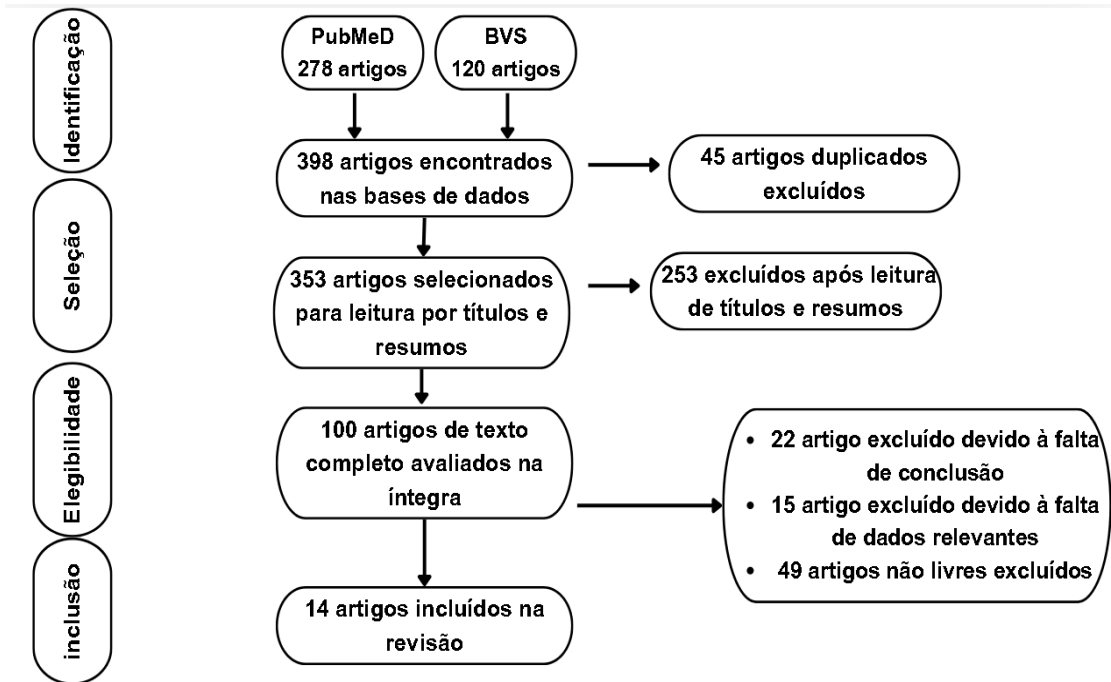 Identificação
PubMeD
278 artigos
BVS
120 artigos
398 artigos encontrados
nas bases de dados
45 artigos duplicados
excluídos
Seleção
353 artigos selecionados
para leitura por títulos e
resumos
253 excluídos após leitura
de títulos e resumos
Elegibilidade
100 artigos de texto
completo avaliados na
íntegra
• 22 artigo excluído devido à falta
de conclusão
• 15 artigo excluído devido à falta
de dados relevantes
• 49 artigos não livres excluídos
inclusão
14 artigos incluídos na
revisão